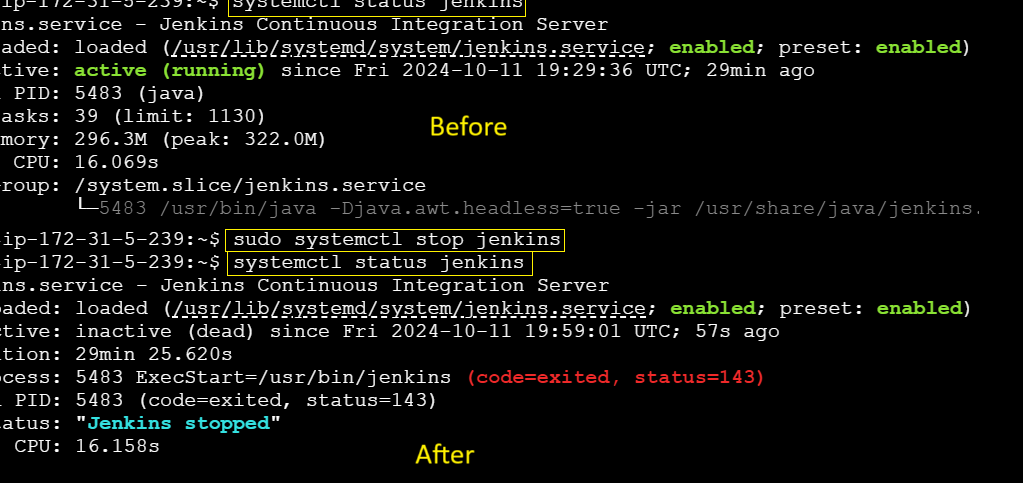 ip-172-31-5-239:~$ systemctl status jenkins
ns.service - Jenkins Continuous Integration Server
aded: loaded (/usr/lib/systemd/system/jenkins.service; enabled; preset: enabled)
tive: active (running) since Fri 2024-10-11 19:29:36 UTC; 29min ago
PID: 5483 (java)
asks: 39 (limit: 1130)
Before
mory: 296.3M (peak: 322.0M)
CPU: 16.069s
roup: /system.slice/jenkins.service
└─5483 /usr/bin/java -Djava.awt.headless=true -jar /usr/share/java/jenkins.
ip-172-31-5-239:~$ sudo systemctl stop jenkins
ip-172-31-5-239:~$ systemctl status jenkins
ns.service - Jenkins Continuous Integration Server
oaded: loaded (/usr/lib/systemd/system/jenkins.service; enabled; preset: enabled)
ctive: inactive (dead) since Fri 2024-10-11 19:59:01 UTC; 57s ago
ation: 29min 25.620s
ocess: 5483 ExecStart=/usr/bin/jenkins (code=exited, status=143)
PID: 5483 (code=exited, status=143)
tatus: "Jenkins stopped"
CPU: 16.158s
After